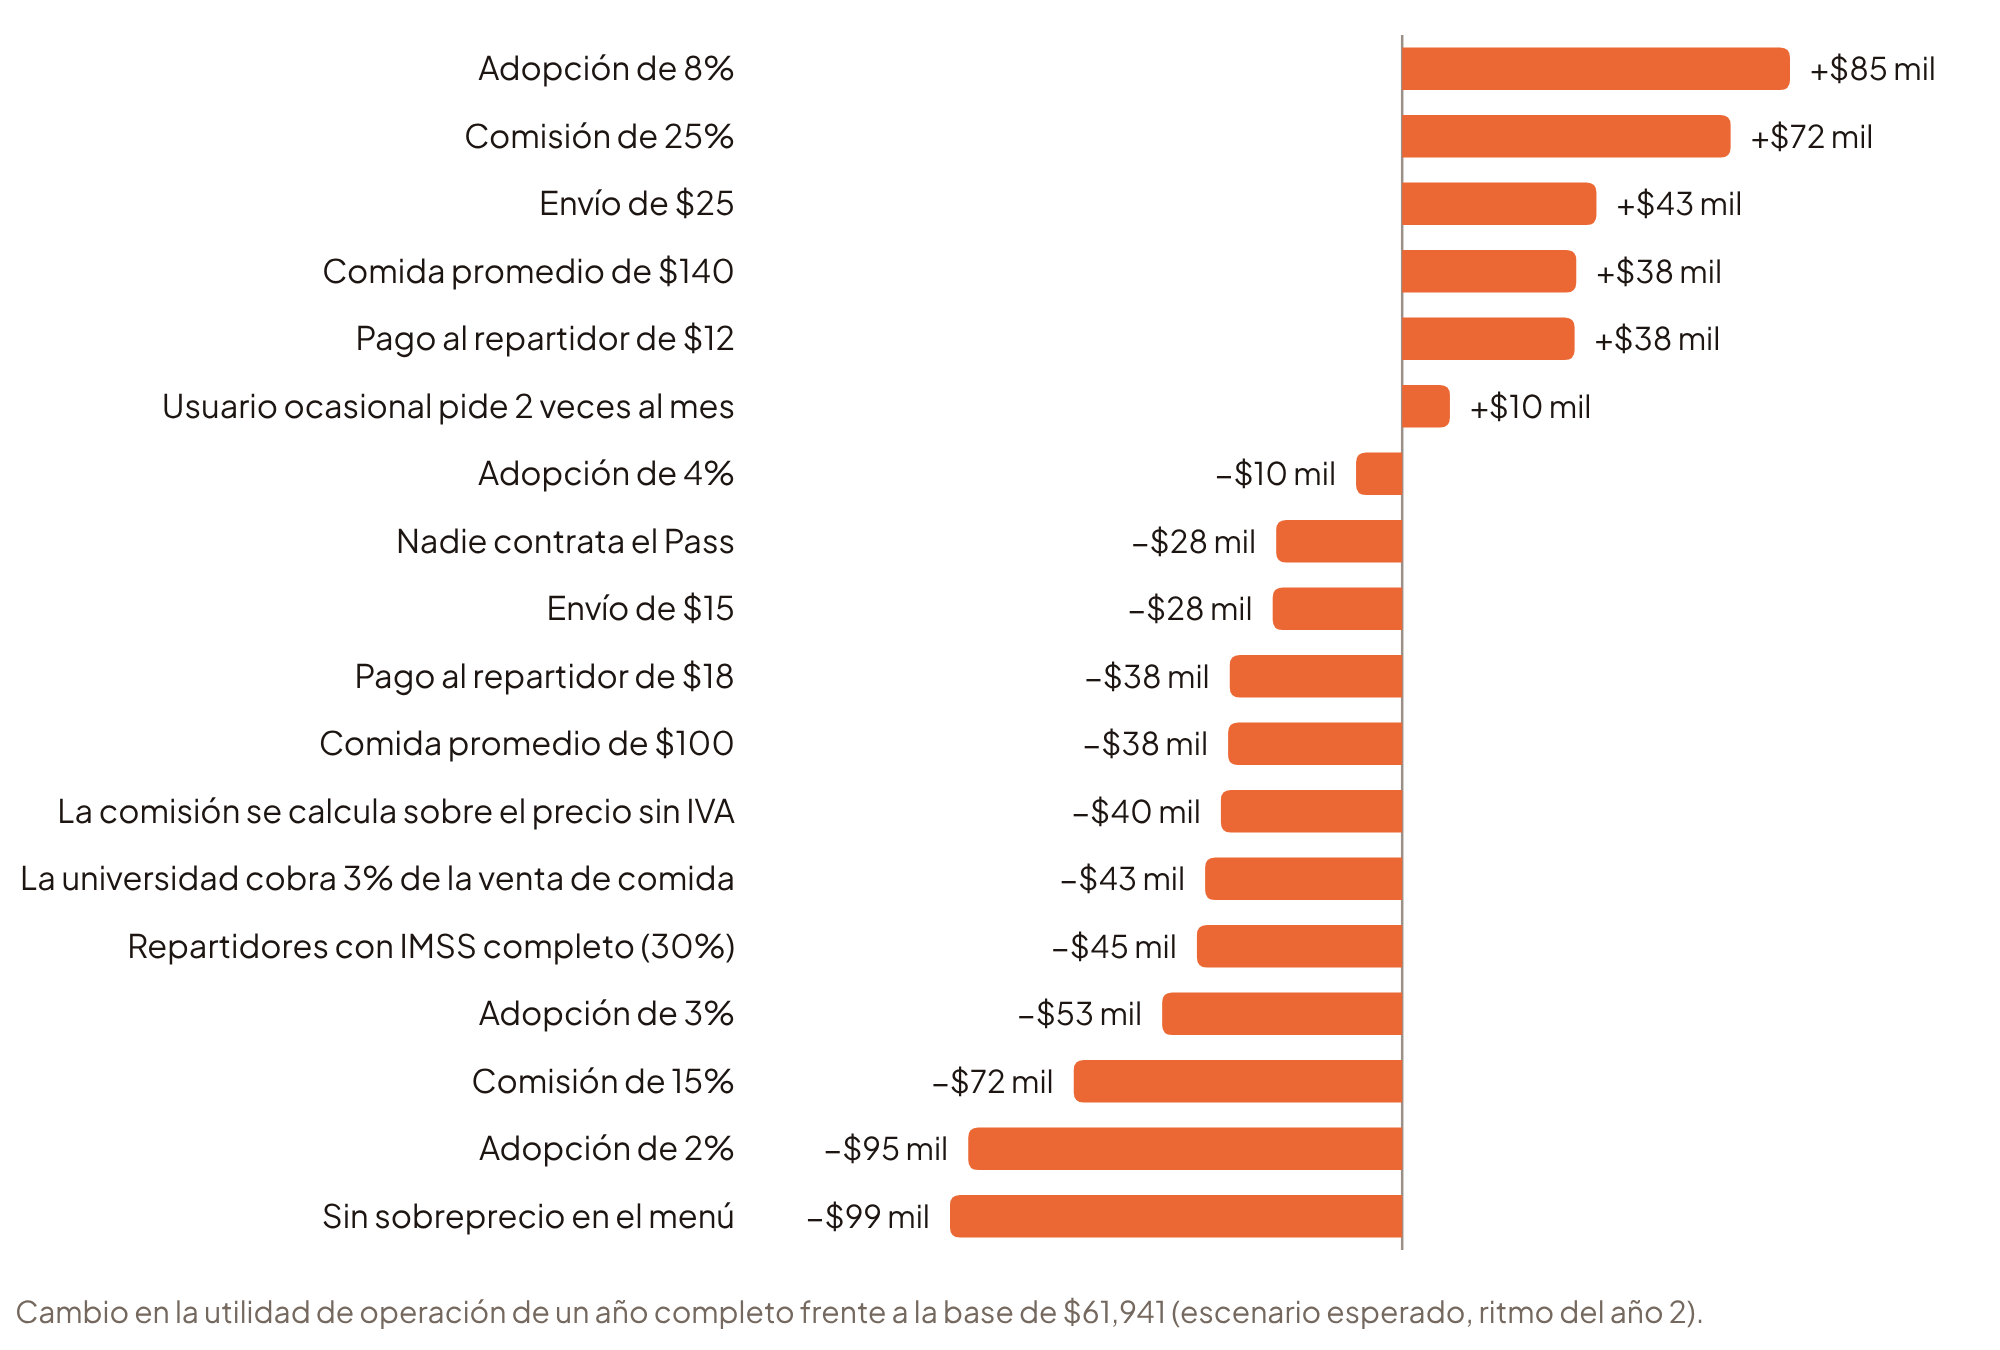 Adopción de 8% +$85 mil
Comisión de 25% +$72 mil
Envío de $25 +$43 mil
Comida promedio de $140 +$38 mil
Pago al repartidor de $12 +$38 mil
Usuario ocasional pide 2 veces al mes +$10 mil
Adopción de 4% −$10 mil
Nadie contrata el Pass −$28 mil
Envío de $15 −$28 mil
Pago al repartidor de $18 −$38 mil
Comida promedio de $100 −$38 mil
La comisión se calcula sobre el precio sin IVA −$40 mil
La universidad cobra 3% de la venta de comida −$43 mil
Repartidores con IMSS completo (30%) −$45 mil
Adopción de 3% −$53 mil
Comisión de 15% −$72 mil
Adopción de 2% −$95 mil
Sin sobreprecio en el menú −$99 mil
Cambio en la utilidad de operación de un año completo frente a la base de $61,941 (escenario esperado, ritmo del año 2).